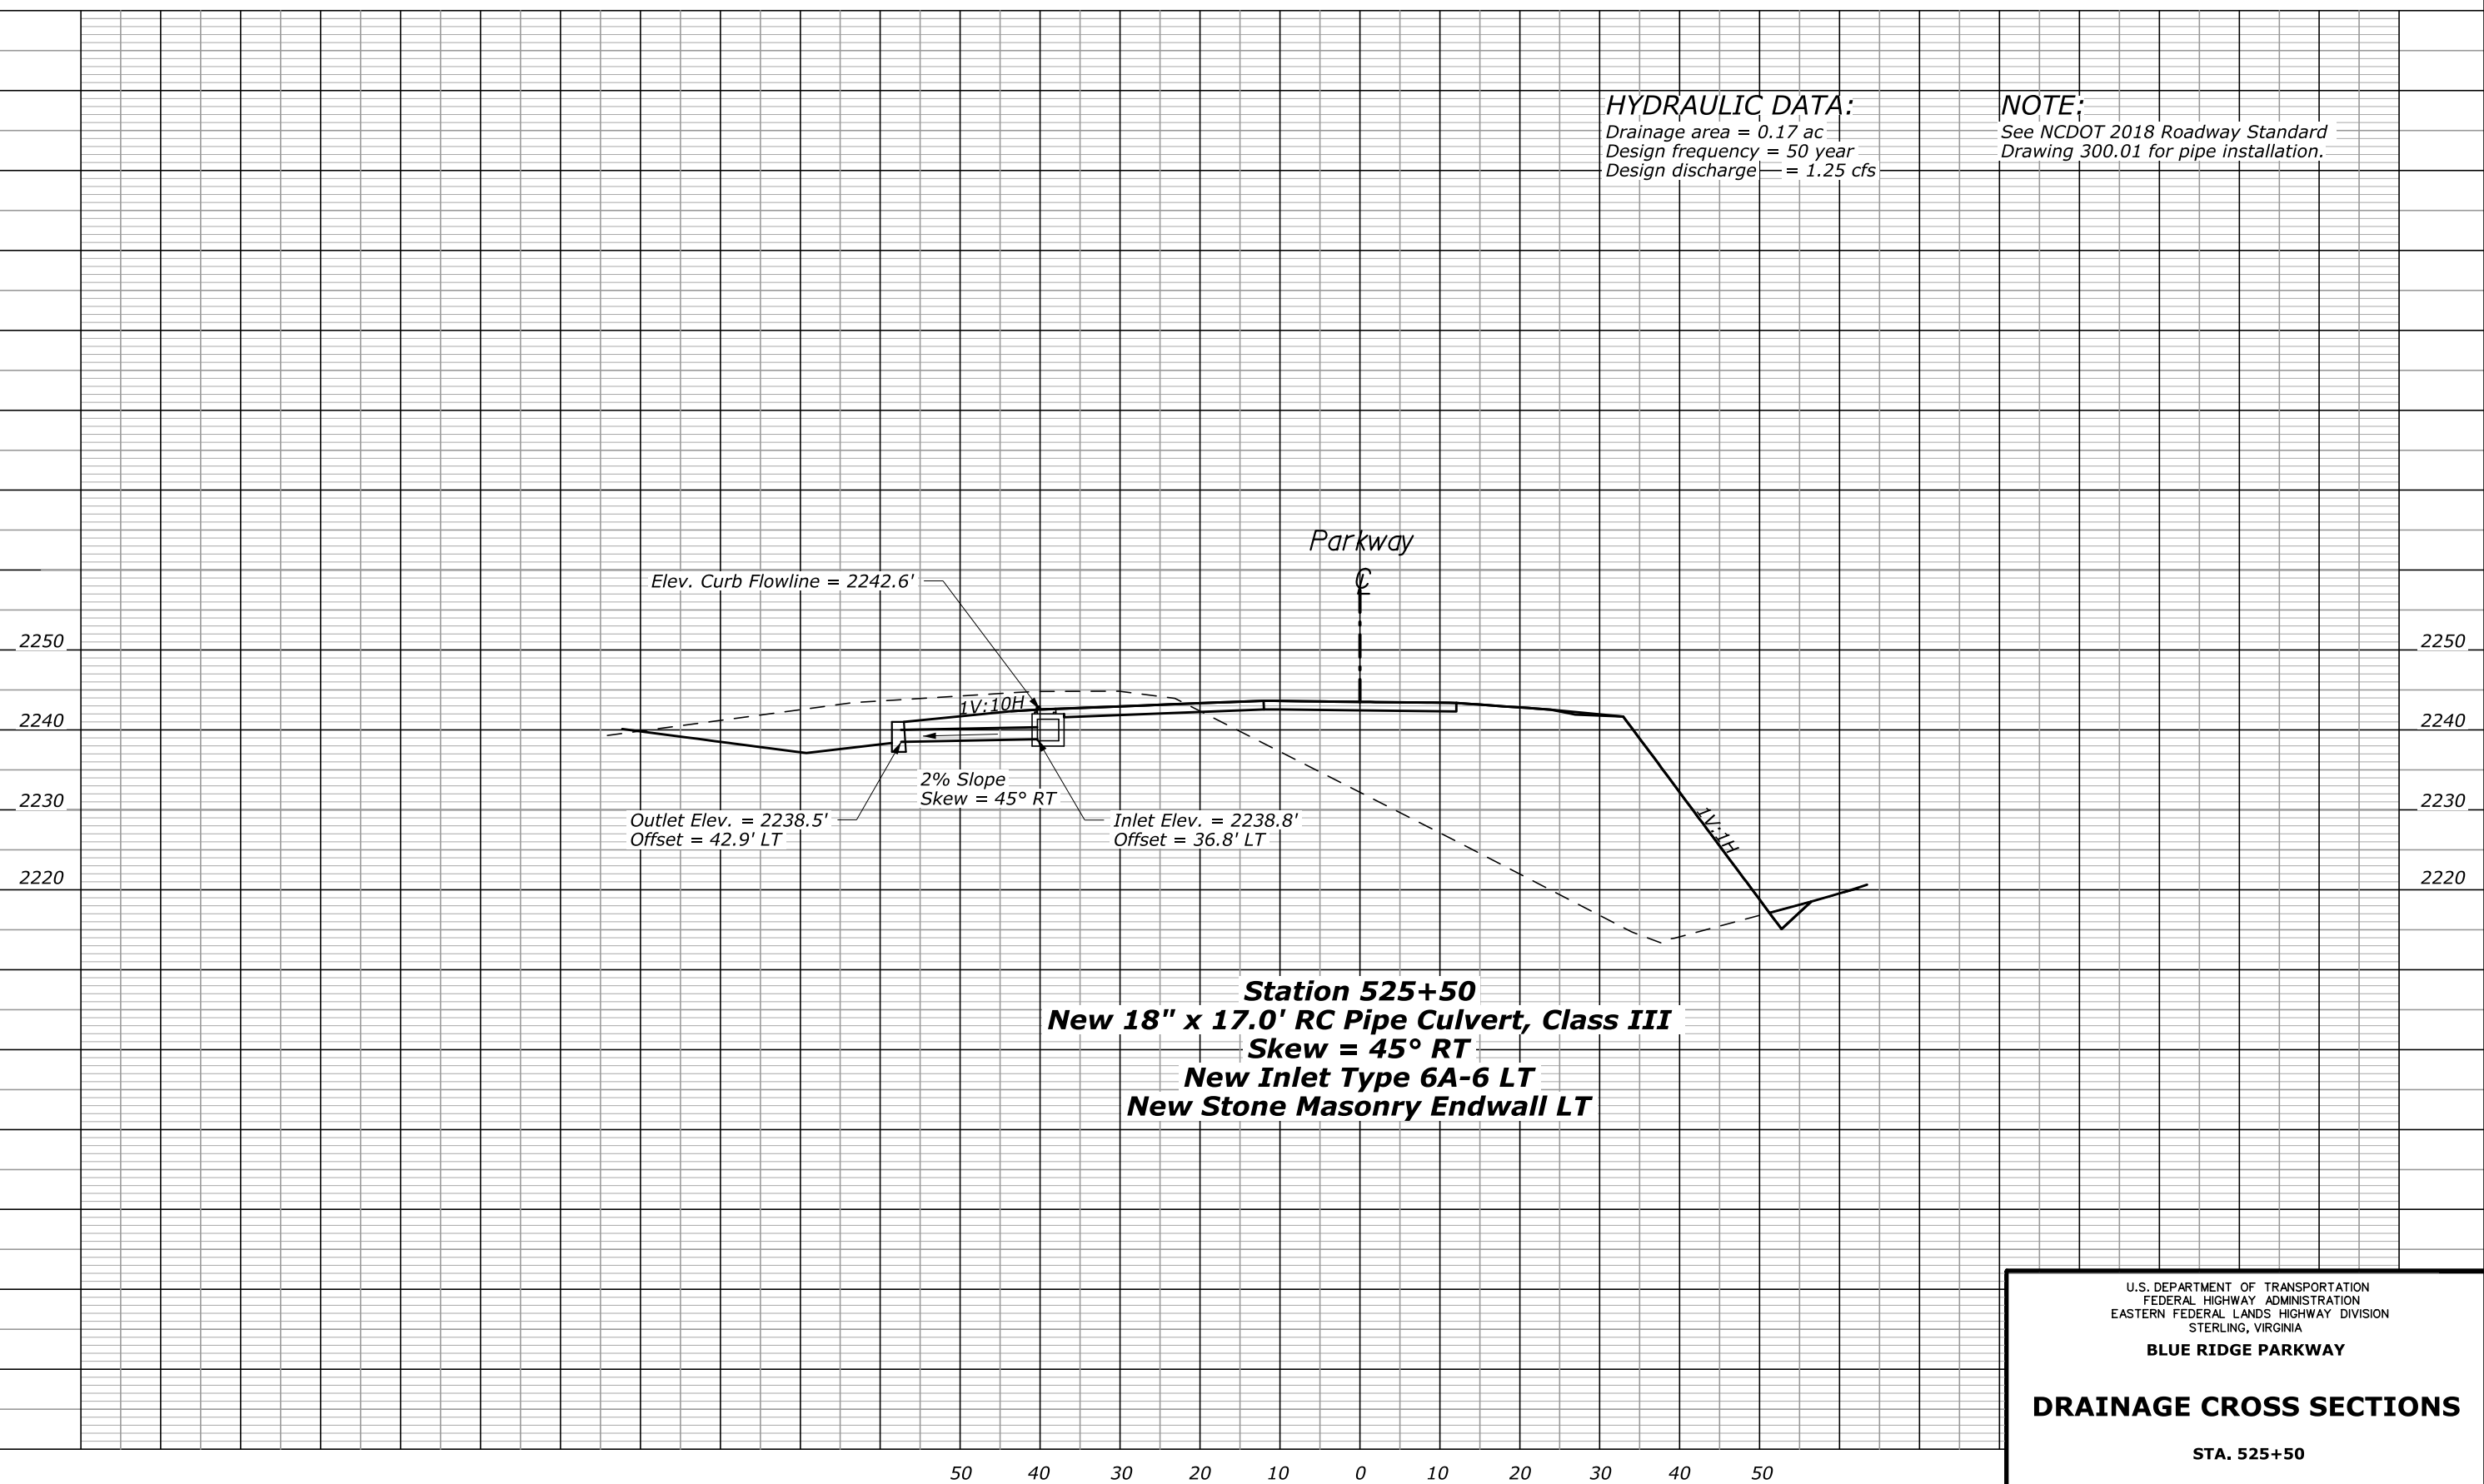 HYDRAULIC DATA:
Drainage area = 0.17 ac
Design frequency = 50 year
Design discharge = 1.25 cfs
NOTE:
See NCDOT 2018 Roadway Standard
Drawing 300.01 for pipe installation.
Parkway
℄
Elev. Curb Flowline = 2242.6'
2250
2250
1V:10H
2240
2240
2% Slope
Skew = 45° RT
2230
2230
Outlet Elev. = 2238.5'
Offset = 42.9' LT
Inlet Elev. = 2238.8'
Offset = 36.8' LT
1V:1H
2220
2220
Station 525+50
New 18" x 17.0' RC Pipe Culvert, Class III
Skew = 45° RT
New Inlet Type 6A-6 LT
New Stone Masonry Endwall LT
U.S. DEPARTMENT OF TRANSPORTATION
FEDERAL HIGHWAY ADMINISTRATION
EASTERN FEDERAL LANDS HIGHWAY DIVISION
STERLING, VIRGINIA
BLUE RIDGE PARKWAY
DRAINAGE CROSS SECTIONS
STA. 525+50
50 40 30 20 10 0 10 20 30 40 50